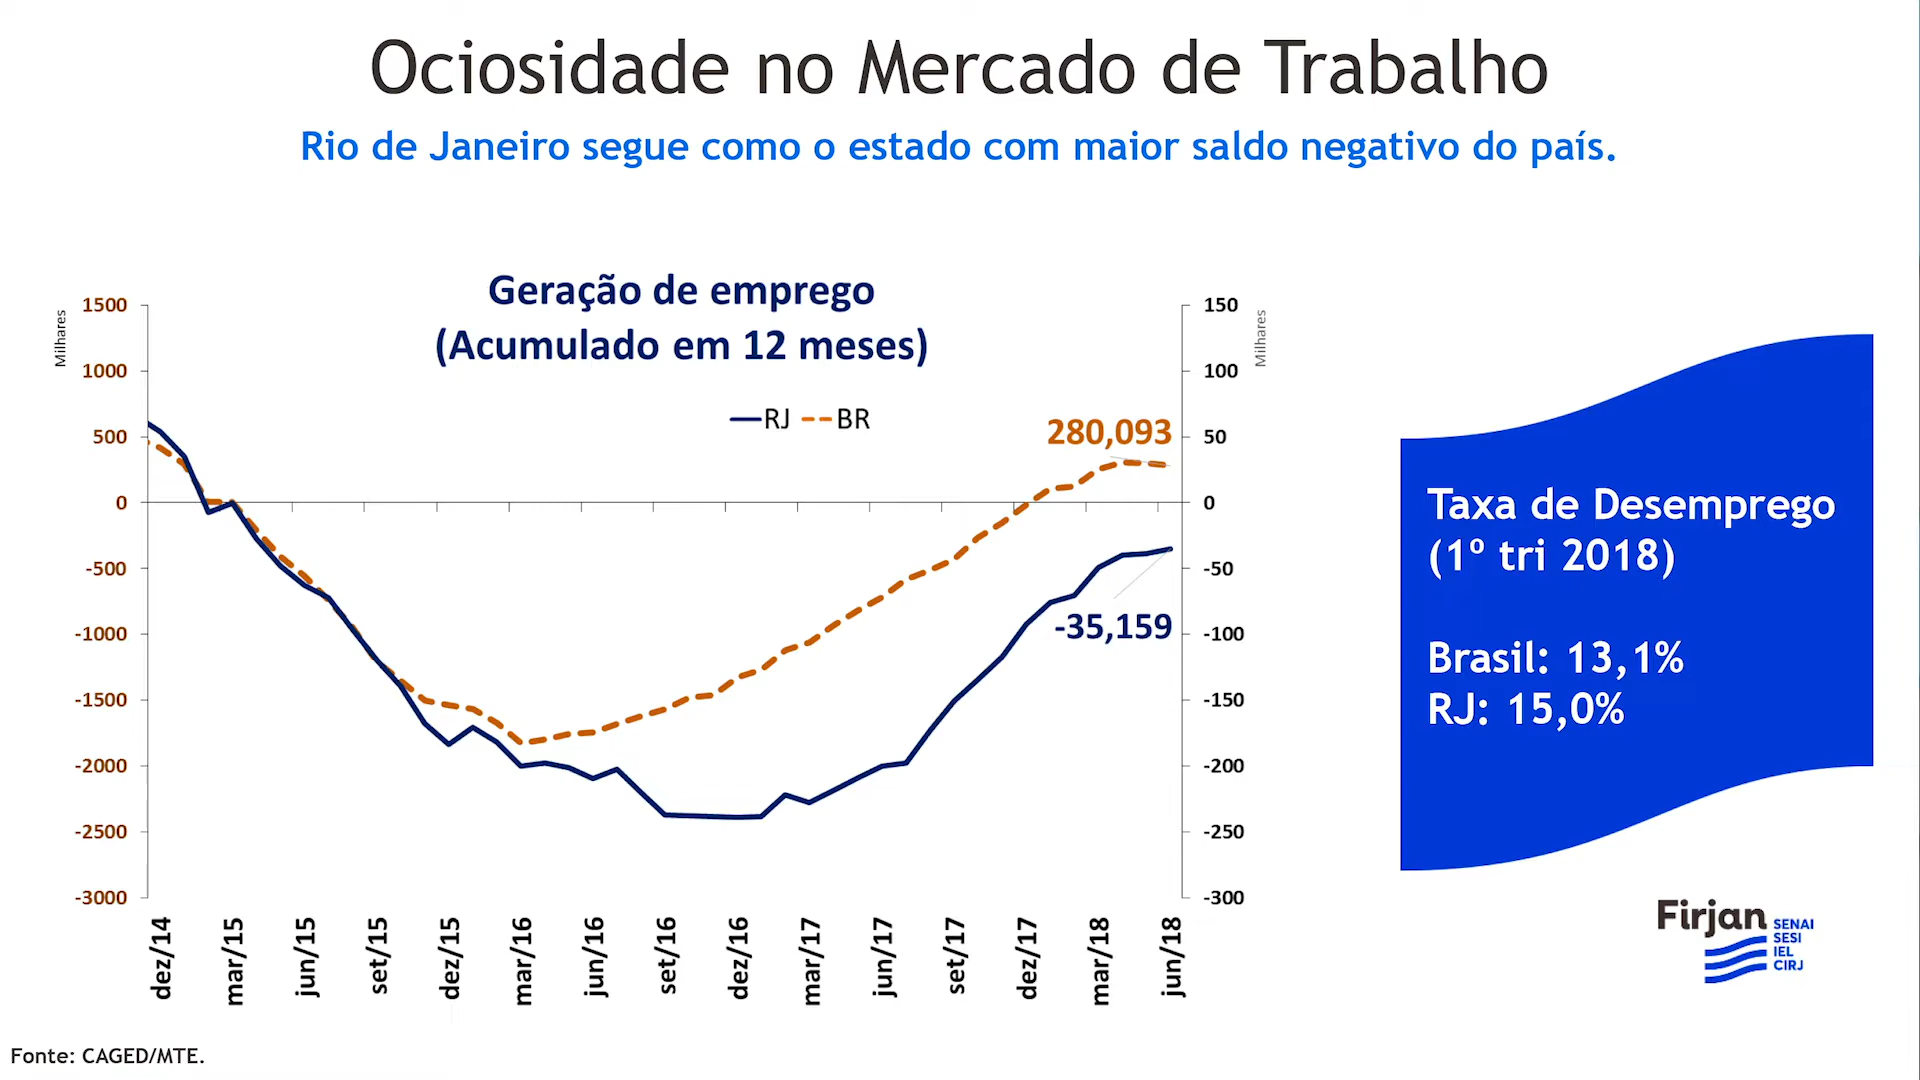 Ociosidade no Mercado de Trabalho
Rio de Janeiro segue como o estado com maior saldo negativo do país.
Geração de emprego
(Acumulado em 12 meses)
RJ BR
Milhares
1500
1000
500
0
-500
-1000
-1500
-2000
-2500
-3000
280,093
-35,159
150
100
50
0
-50
-100
-150
-200
-250
-300
Milhares
dez/14
mar/15
jun/15
set/15
dez/15
mar/16
jun/16
set/16
dez/16
mar/17
jun/17
set/17
dez/17
mar/18
jun/18
Taxa de Desemprego
(1º tri 2018)
Brasil: 13,1%
RJ: 15,0%
Firjan
SENAI
SESI
IEL
CIRJ
Fonte: CAGED/MTE.